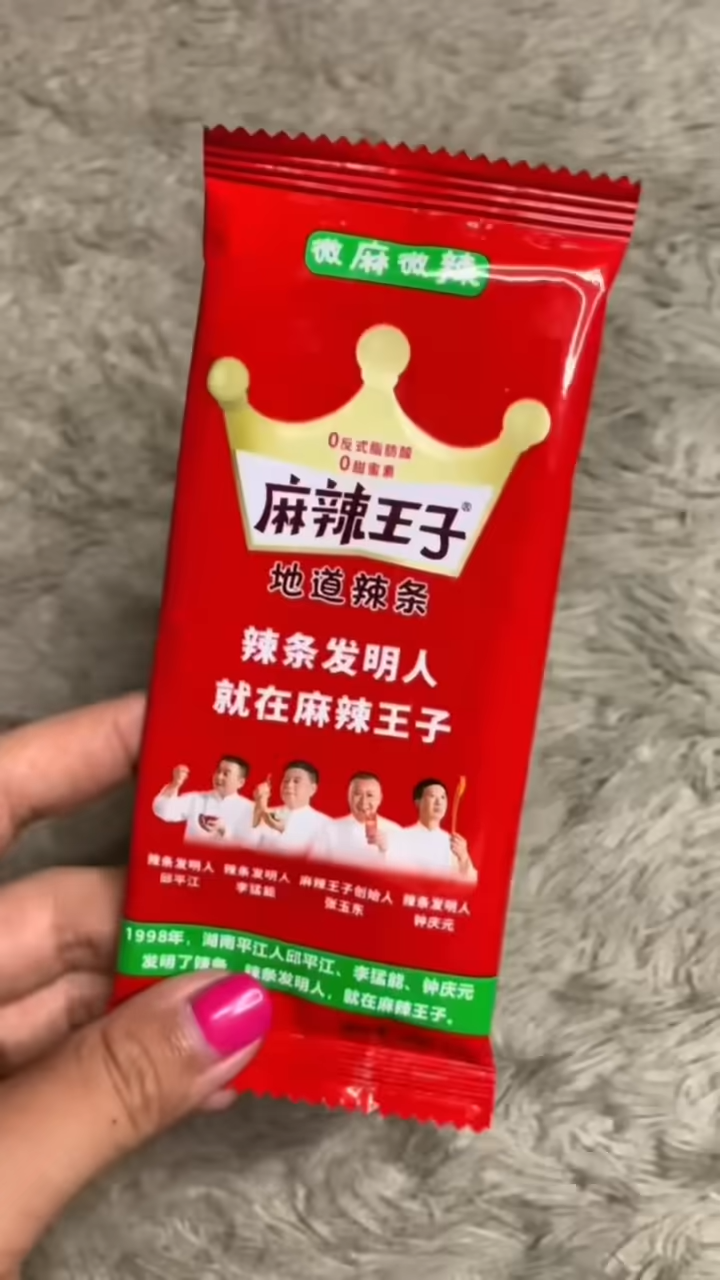 微麻微辣
0反式脂肪酸
0甜蜜素
麻辣王子®
地道辣条
辣条发明人
就在麻辣王子
辣条发明人 辣条发明人 麻辣王子创始人 辣条发明人
邱平江 李猛能 张玉东 钟庆元
1998年，湖南平江人邱平江、李猛能、钟庆元
发明了辣条。辣条发明人，就在麻辣王子。